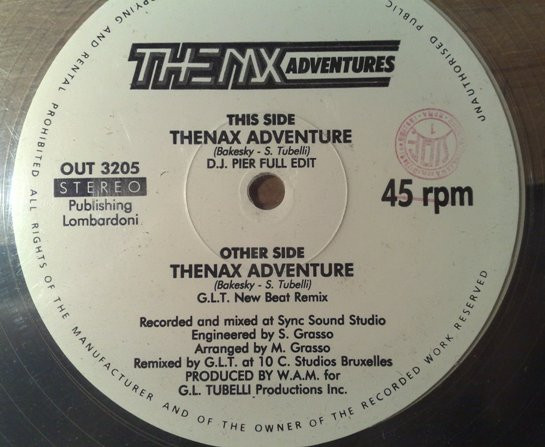 THENAX ADVENTURES
THIS SIDE
THENAX ADVENTURE
(Bakesky - S. Tubelli)
D.J. PIER FULL EDIT
OUT 3205
STEREO
Publishing
Lombardoni
45 rpm
OTHER SIDE
THENAX ADVENTURE
(Bakesky - S. Tubelli)
G.L.T. New Beat Remix
Recorded and mixed at Sync Sound Studio
Engineered by S. Grasso
Arranged by M. Grasso
Remixed by G.L.T. at 10 C. Studios Bruxelles
PRODUCED BY W.A.M. for
G.L. TUBELLI Productions Inc.
UNAUTHORISED PUBLIC
PYING AND RENTAL PROHIBITED ALL RIGHTS OF THE MANUFACTURER AND OF THE OWNER OF THE RECORDED WORK RESERVED